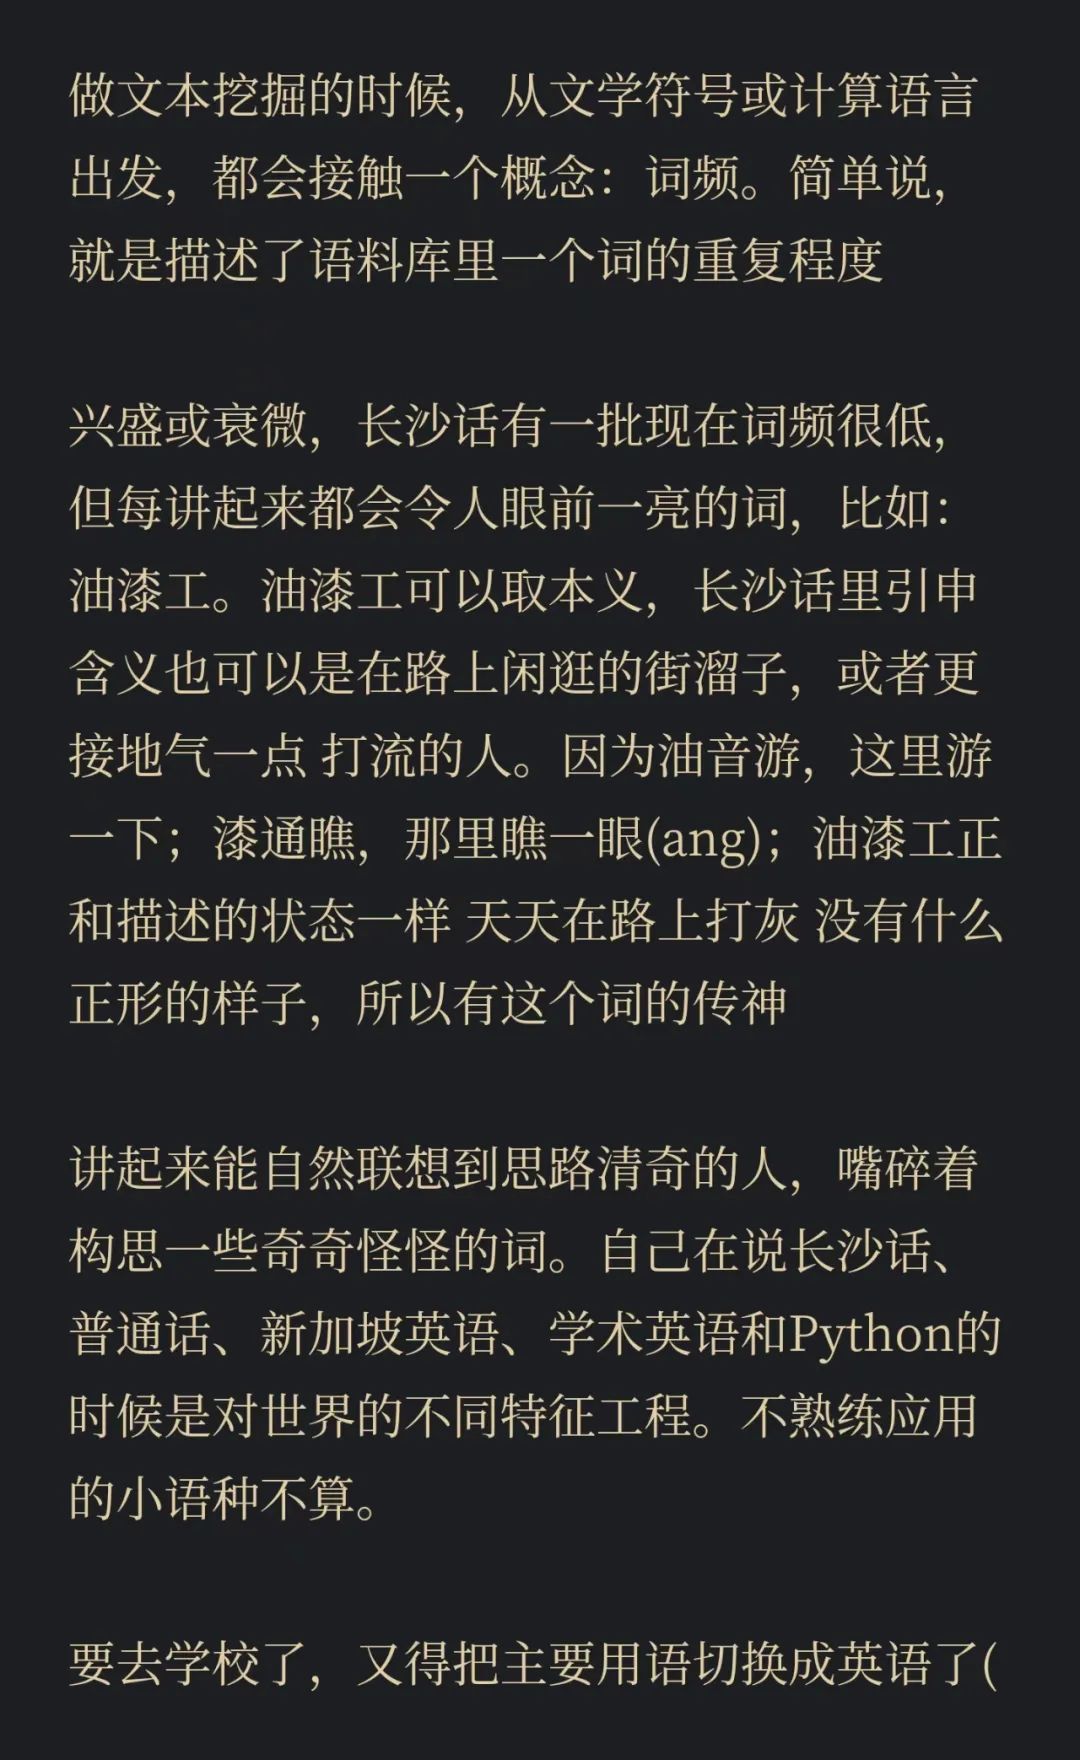 做文本挖掘的时候，从文学符号或计算语言
出发，都会接触一个概念：词频。简单说，
就是描述了语料库里一个词的重复程度
兴盛或衰微，长沙话有一批现在词频很低，
但每讲起来都会令人眼前一亮的词，比如：
油漆工。油漆工可以取本义，长沙话里引申
含义也可以是在路上闲逛的街溜子，或者更
接地气一点 打流的人。因为油音游，这里游
一下；漆通瞧，那里瞧一眼(ang)；油漆工正
和描述的状态一样 天天在路上打灰 没有什么
正形的样子，所以有这个词的传神
讲起来能自然联想到思路清奇的人，嘴碎着
构思一些奇奇怪怪的词。自己在说长沙话、
普通话、新加坡英语、学术英语和Python的
时候是对世界的不同特征工程。不熟练应用
的小语种不算。
要去学校了，又得把主要用语切换成英语了(